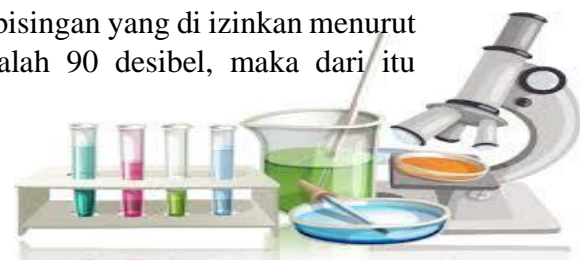 bisingan yang di izinkan menurut
alah 90 desibel, maka dari itu